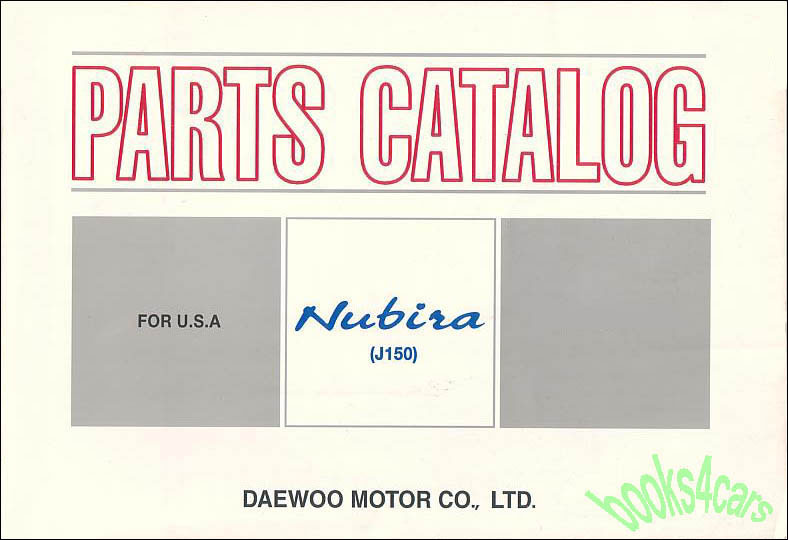 PARTS CATALOG
FOR U.S.A
Nubira
(J150)
DAEWOO MOTOR CO., LTD.
books4cars